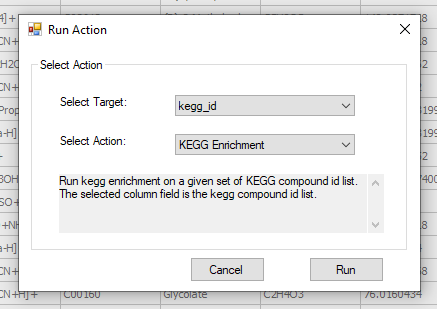 Run Action
Select Action
Select Target:
kegg_id
Select Action:
KEGG Enrichment
Run kegg enrichment on a given set of KEGG compound id list.
The selected column field is the kegg compound id list.
Cancel
Run
CN+H]+ C00160 Glycolate C2H4O3 76.0160434